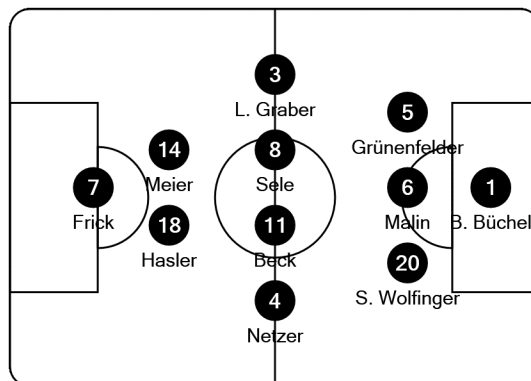 3
L. Graber
5
Grünenfelder
14
Meier
8
Sele
7
Frick
6
Malin
1
B. Büchel
18
Hasler
11
Beck
20
S. Wolfinger
4
Netzer